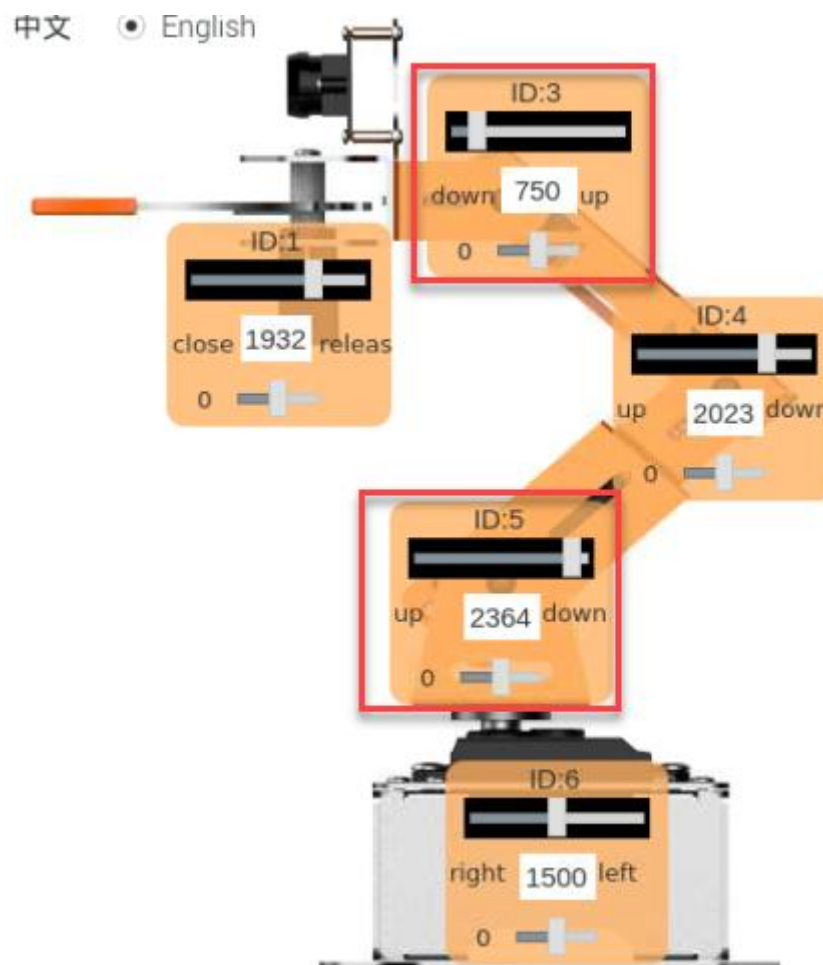 中文 English
ID:3
down 750 up
0
ID:1
close 1932 releas
0
ID:4
up 2023 down
0
ID:5
up 2364 down
0
ID:6
right 1500 left
0